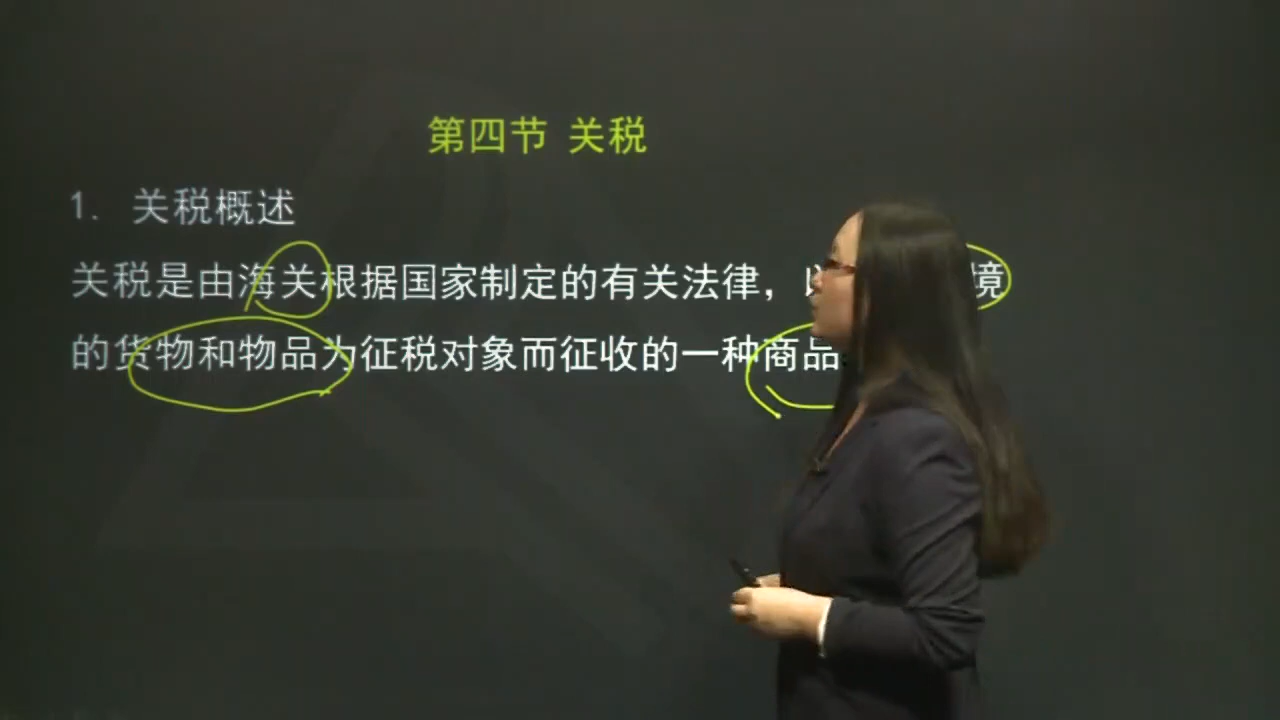 第四节 关税
1. 关税概述
关税是由海关根据国家制定的有关法律，境
的货物和物品为征税对象而征收的一种商品